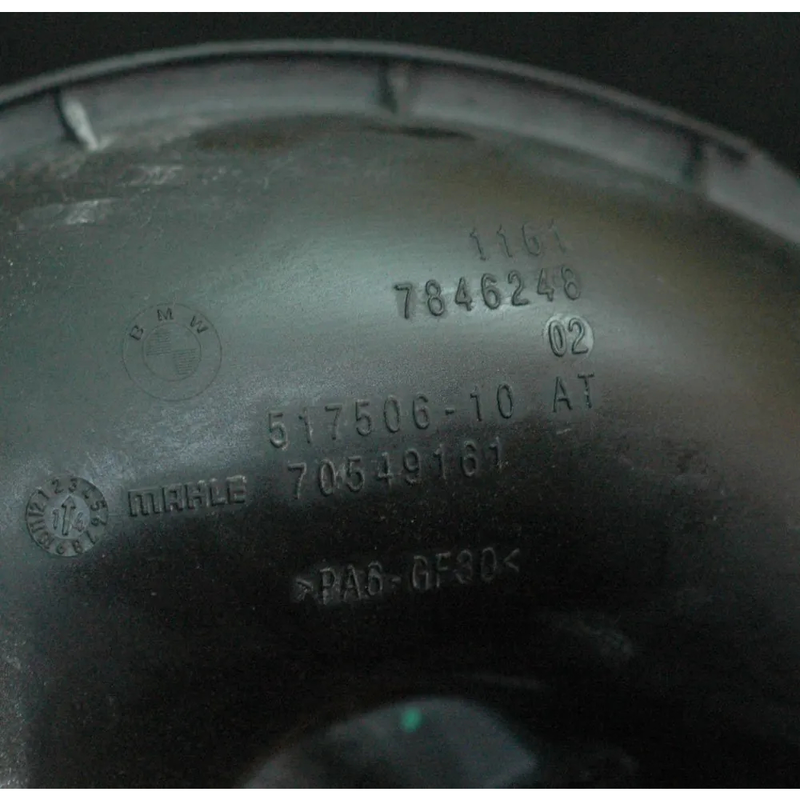 1161
7846248
02
BMW
517506-10 AT
MAHLE 70549161
>PA6-GF30<